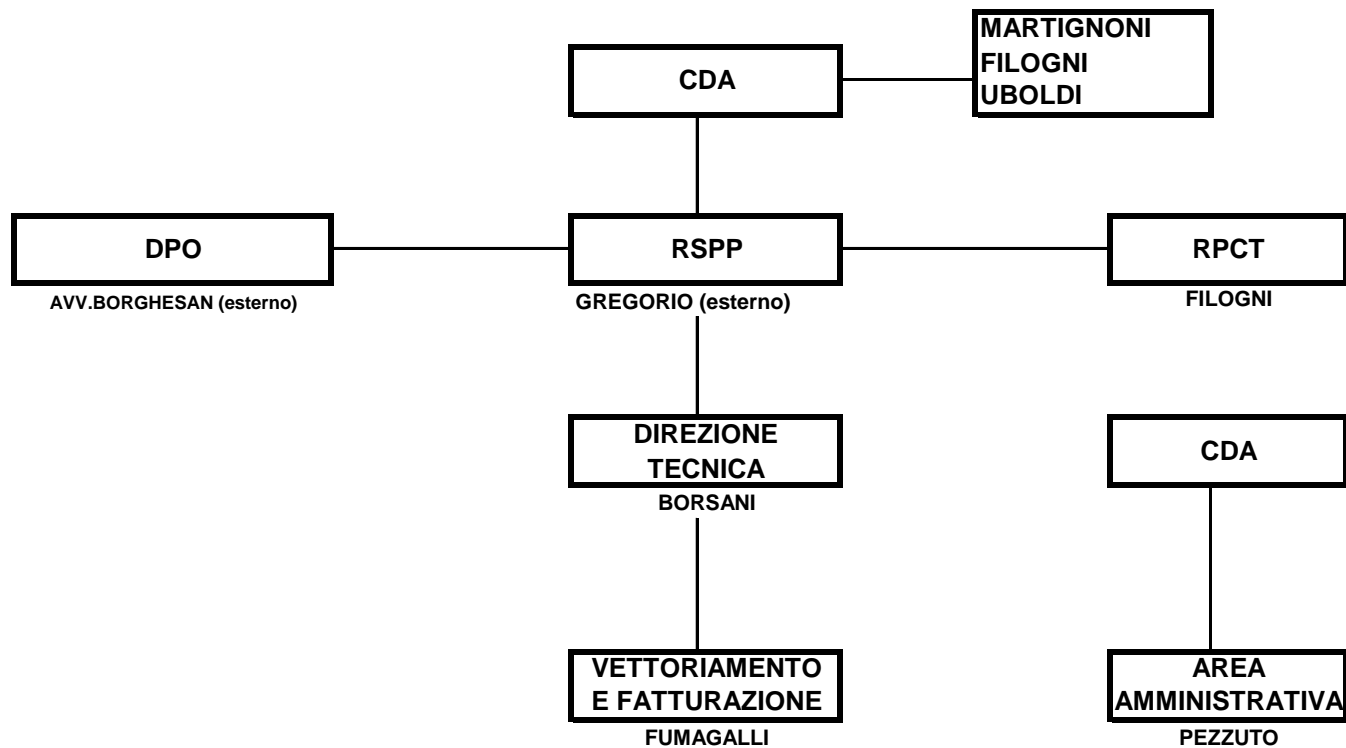 MARTIGNONI
FILOGNI
UBOLDI
CDA
DPO
RSPP
RPCT
AVV.BORGHESAN (esterno)
GREGORIO (esterno)
FILOGNI
DIREZIONE
TECNICA
BORSANI
CDA
VETTORIAMENTO
E FATTURAZIONE
FUMAGALLI
AREA
AMMINISTRATIVA
PEZZUTO